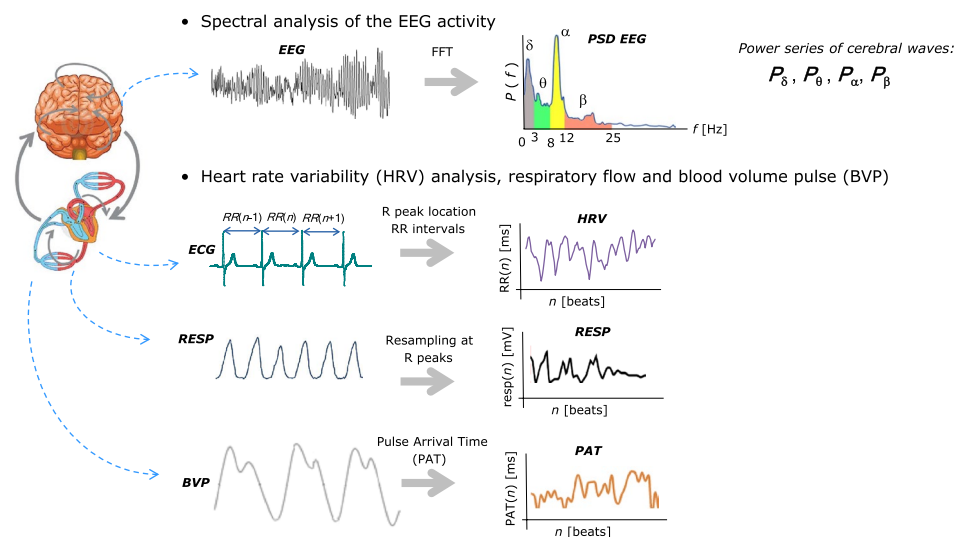 • Spectral analysis of the EEG activity
EEG
FFT
PSD EEG
Power series of cerebral waves:
Pδ , Pθ , Pα, Pβ
P ( f )
δ
θ
α
β
0 3 8 12 25
f [Hz]
• Heart rate variability (HRV) analysis, respiratory flow and blood volume pulse (BVP)
ECG
RR(n-1) RR(n) RR(n+1)
R peak location
RR intervals
HRV
RR(n) [ms]
n [beats]
RESP
Resampling at
R peaks
RESP
resp(n) [mV]
n [beats]
BVP
Pulse Arrival Time
(PAT)
PAT
PAT(n) [ms]
n [beats]